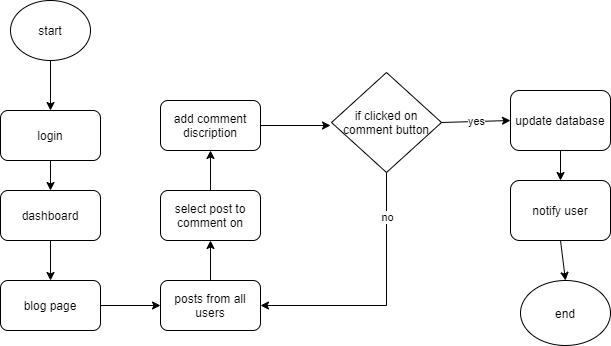 start
login
dashboard
blog page
posts from all
users
select post to
comment on
add comment
discription
if clicked on
comment button
yes
no
update database
notify user
end